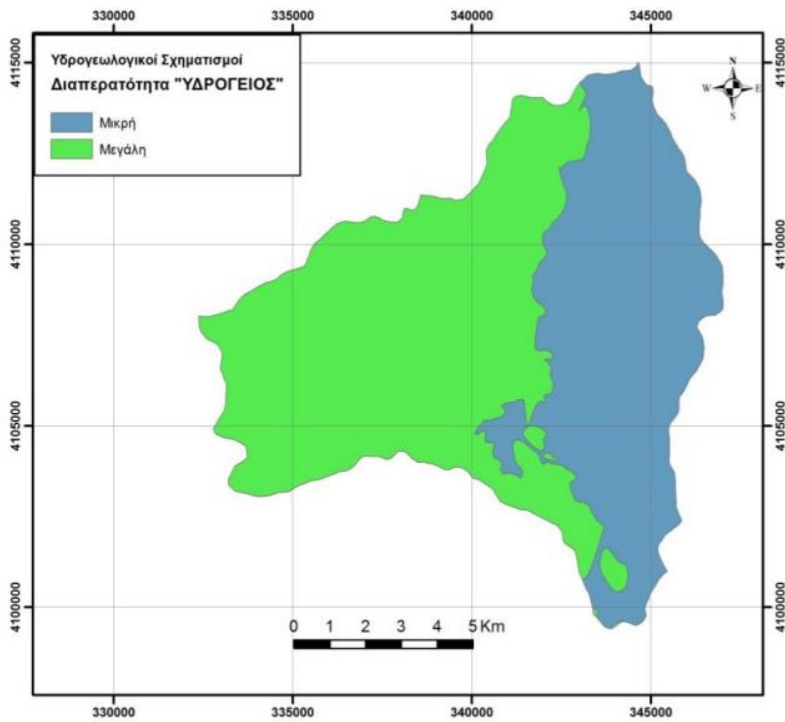 330000 335000 340000 345000
4115000 4115000
Υδρογεωλογικοί Σχηματισμοί
Διαπερατότητα "ΥΔΡΟΓΕΙΟΣ"
Μικρή
Μεγάλη
N
W E
S
4110000 4110000
4105000 4105000
4100000 4100000
0 1 2 3 4 5 Km
330000 335000 340000 345000